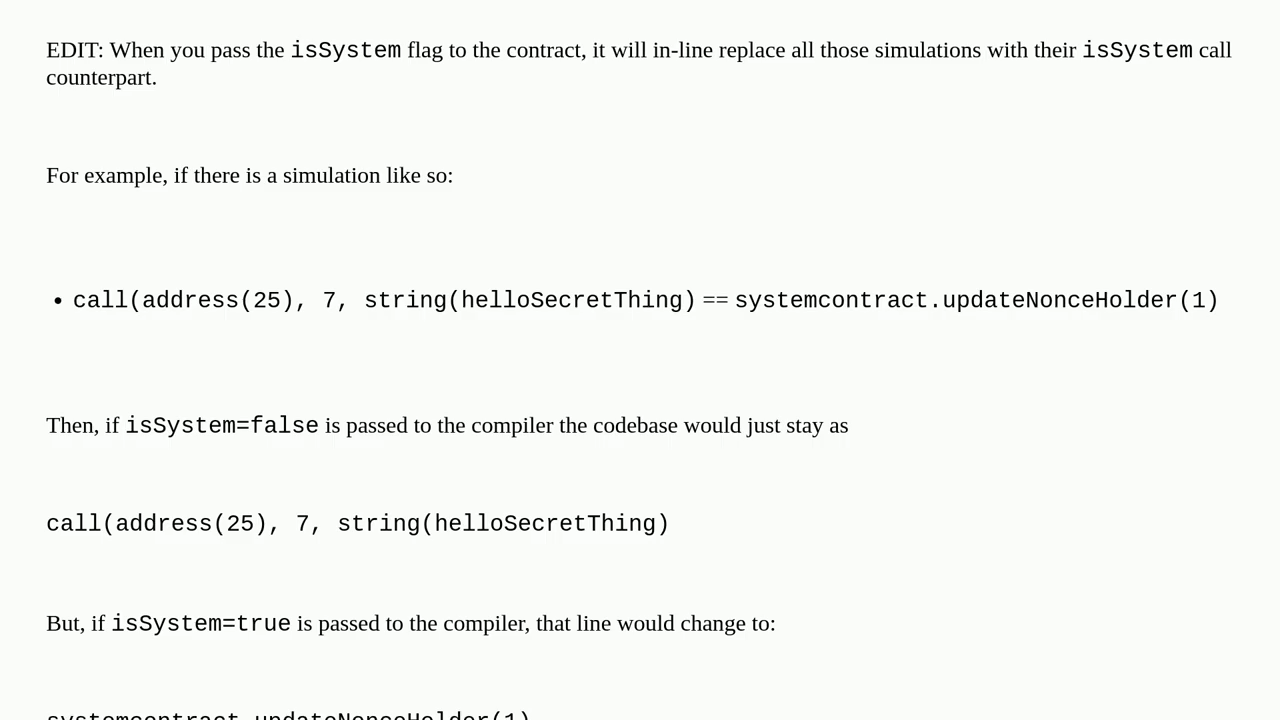 EDIT: When you pass the isSystem flag to the contract, it will in-line replace all those simulations with their isSystem call
counterpart.
For example, if there is a simulation like so:
• call(address(25), 7, string(helloSecretThing) == systemcontract.updateNonceHolder(1)
Then, if isSystem=false is passed to the compiler the codebase would just stay as
call(address(25), 7, string(helloSecretThing)
But, if isSystem=true is passed to the compiler, that line would change to:
systemcontract.updateNonceHolder(1)